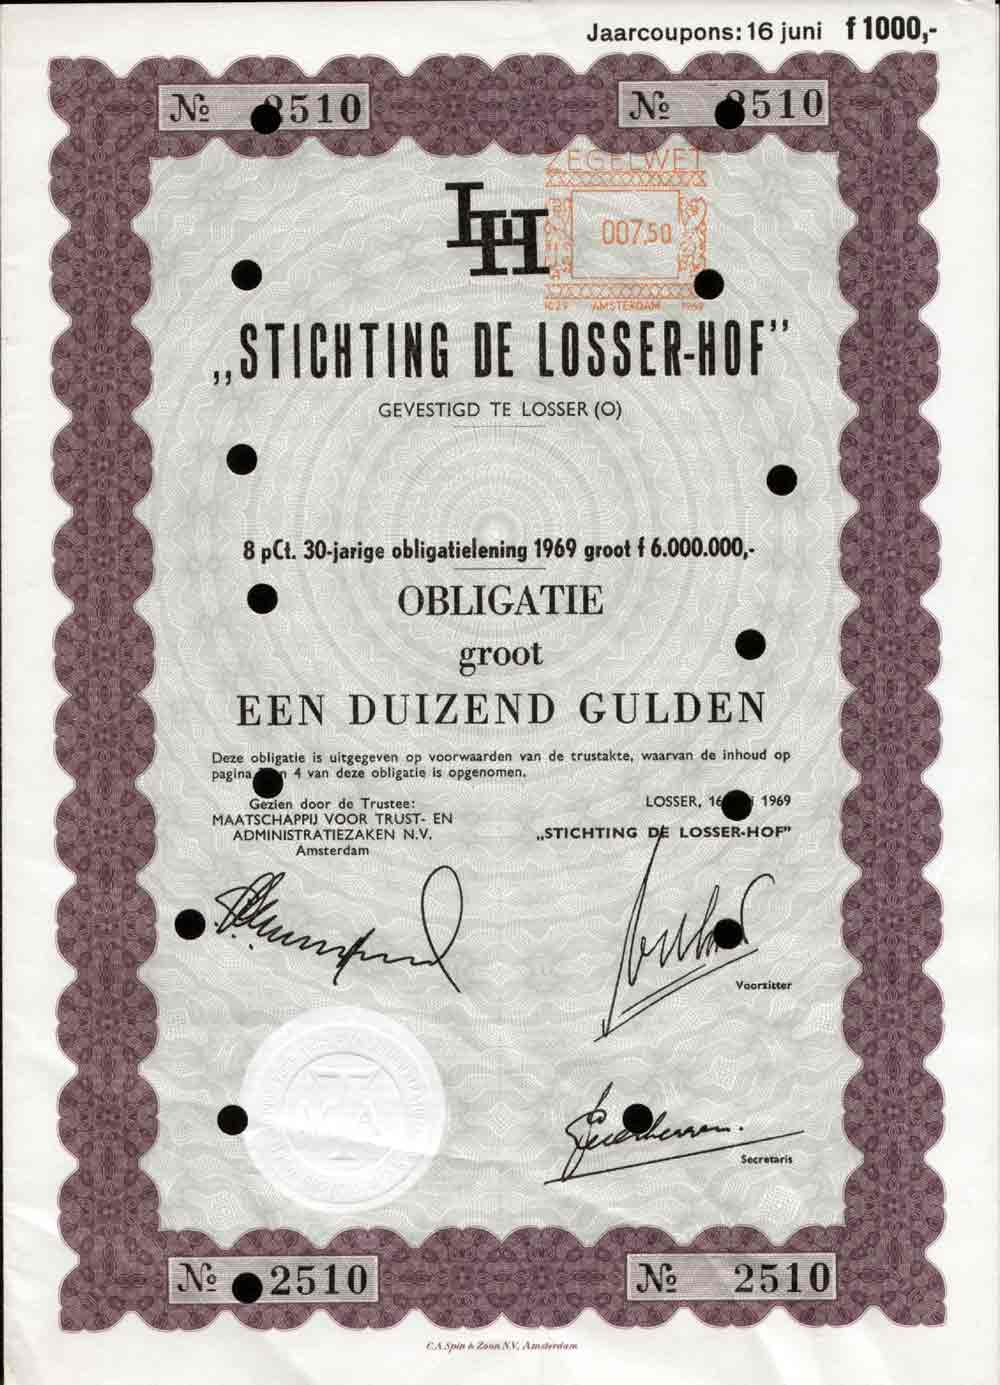 Jaarcoupons: 16 juni f 1000,-
№ 2510 № 2510
LH
ZEGELWET
007,50
AMSTERDAM
„STICHTING DE LOSSER-HOF”
GEVESTIGD TE LOSSER (O)
8 pCt. 30-jarige obligatielening 1969 groot f 6.000.000,-
OBLIGATIE
groot
EEN DUIZEND GULDEN
Deze obligatie is uitgegeven op voorwaarden van de trustakte, waarvan de inhoud op
pagina 4 van deze obligatie is opgenomen.
Gezien door de Trustee:
MAATSCHAPPIJ VOOR TRUST- EN
ADMINISTRATIEZAKEN N.V.
Amsterdam
LOSSER, 16 1969
„STICHTING DE LOSSER-HOF”
Voorzitter
Secretaris
№ 2510 № 2510
C.A. Spin & Zoon N.V., Amsterdam